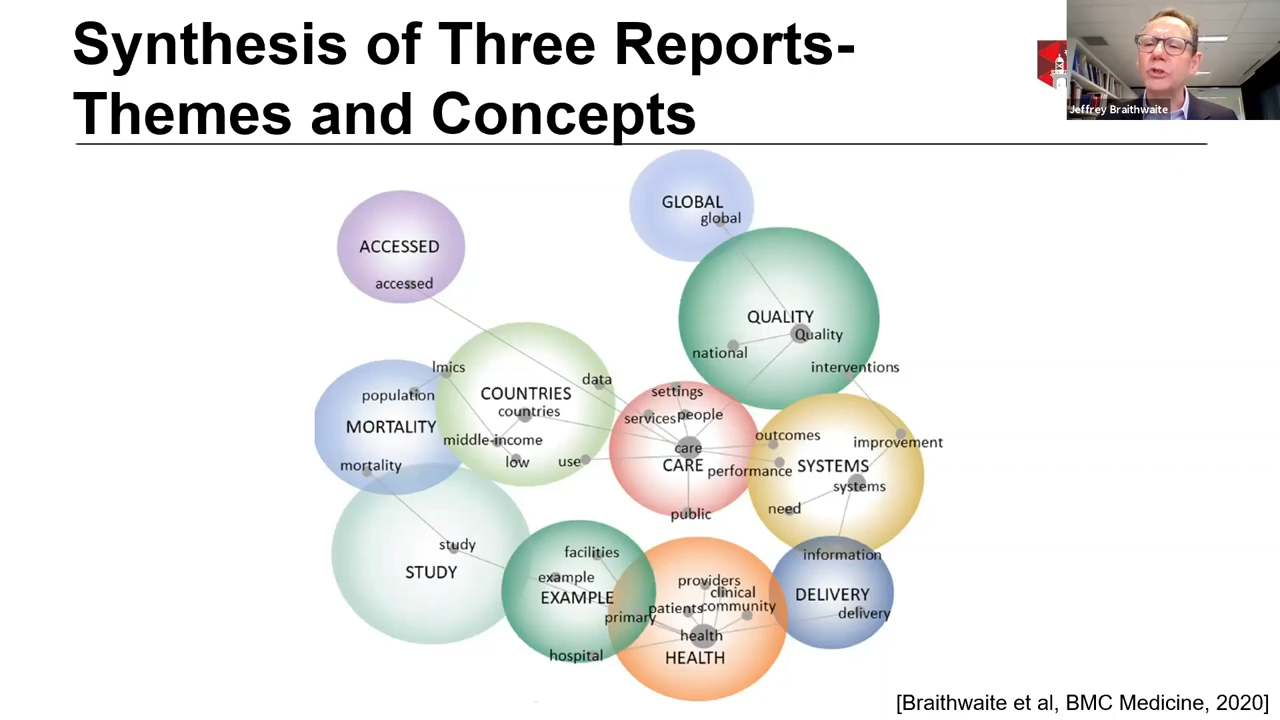 Synthesis of Three Reports-
Themes and Concepts
Jeffrey Braithwaite
GLOBAL
global
ACCESSED
accessed
QUALITY
Quality
national
interventions
lmics
population
MORTALITY
mortality
COUNTRIES
countries
data
middle-income
low
use
settings
services
people
care
CARE
public
outcomes
performance
SYSTEMS
systems
improvement
need
information
study
STUDY
facilities
example
EXAMPLE
primary
hospital
providers
clinical
patients
community
health
HEALTH
DELIVERY
delivery
[Braithwaite et al, BMC Medicine, 2020]